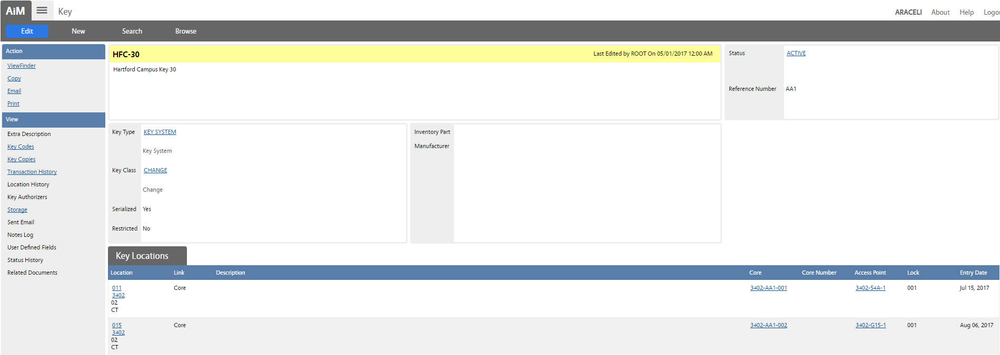 AiM Key ARACELI About Help Logou
Edit New Search Browse
Action
ViewFinder
Copy
Email
Print
View
Extra Description
Key Codes
Key Copies
Transaction History
Location History
Key Authorizers
Storage
Sent Email
Notes Log
User Defined Fields
Status History
Related Documents
HFC-30 Last Edited by ROOT On 05/01/2017 12:00 AM
Hartford Campus Key 30
Status ACTIVE
Reference Number AA1
Key Type KEY SYSTEM
Key System
Key Class CHANGE
Change
Serialized Yes
Restricted No
Inventory Part
Manufacturer
Key Locations
Location Link Description Core Core Number Access Point Lock Entry Date
011 Core 3402-AA1-001 3402-54A-1 001 Jul 15, 2017
3402
02
CT
015 Core 3402-AA1-002 3402-G15-1 001 Aug 06, 2017
3402
02
CT